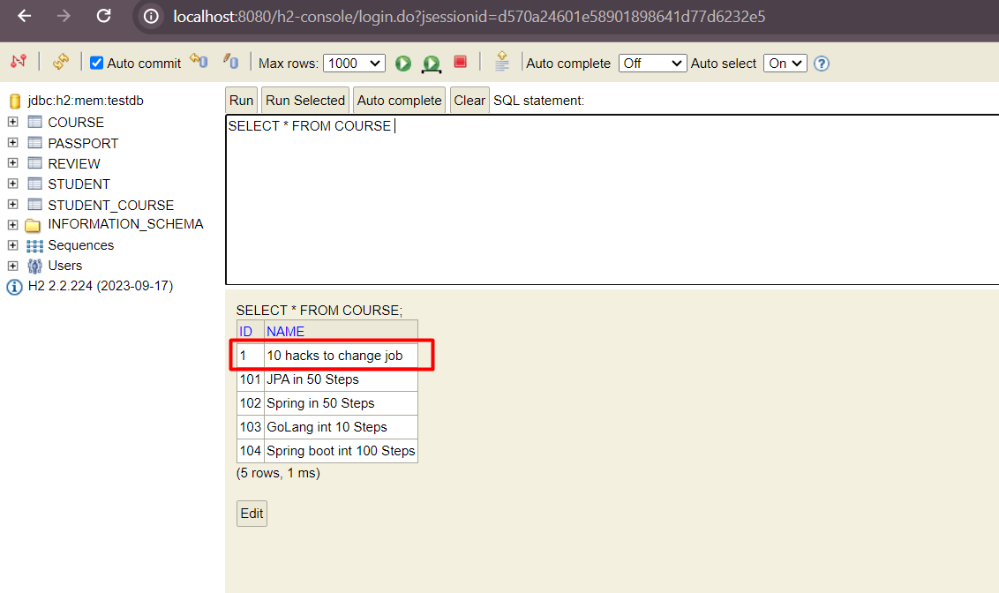 localhost:8080/h2-console/login.do?jsessionid=d570a24601e58901898641d77d6232e5
Auto commit Max rows: 1000 Auto complete Off Auto select On
jdbc:h2:mem:testdb
COURSE
PASSPORT
REVIEW
STUDENT
STUDENT_COURSE
INFORMATION_SCHEMA
Sequences
Users
H2 2.2.224 (2023-09-17)
Run Run Selected Auto complete Clear SQL statement:
SELECT * FROM COURSE
SELECT * FROM COURSE;
ID NAME
1 10 hacks to change job
101 JPA in 50 Steps
102 Spring in 50 Steps
103 GoLang int 10 Steps
104 Spring boot int 100 Steps
(5 rows, 1 ms)
Edit